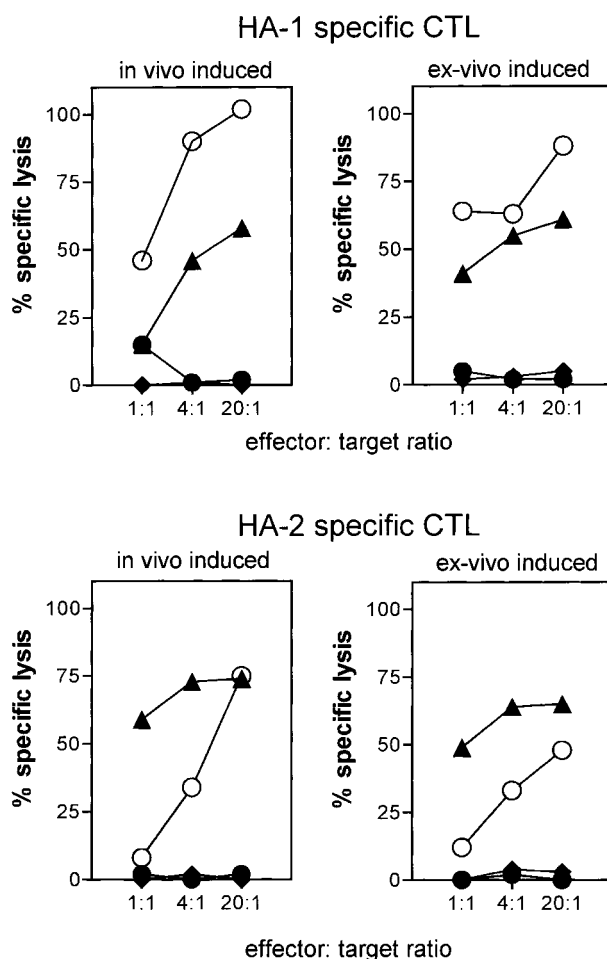 HA-1 specific CTL
in vivo induced
ex-vivo induced
% specific lysis
100
75
50
25
0
1:1 4:1 20:1
% specific lysis
100
75
50
25
0
1:1 4:1 20:1
effector: target ratio
HA-2 specific CTL
in vivo induced
ex-vivo induced
% specific lysis
100
75
50
25
0
1:1 4:1 20:1
% specific lysis
100
75
50
25
0
1:1 4:1 20:1
effector: target ratio